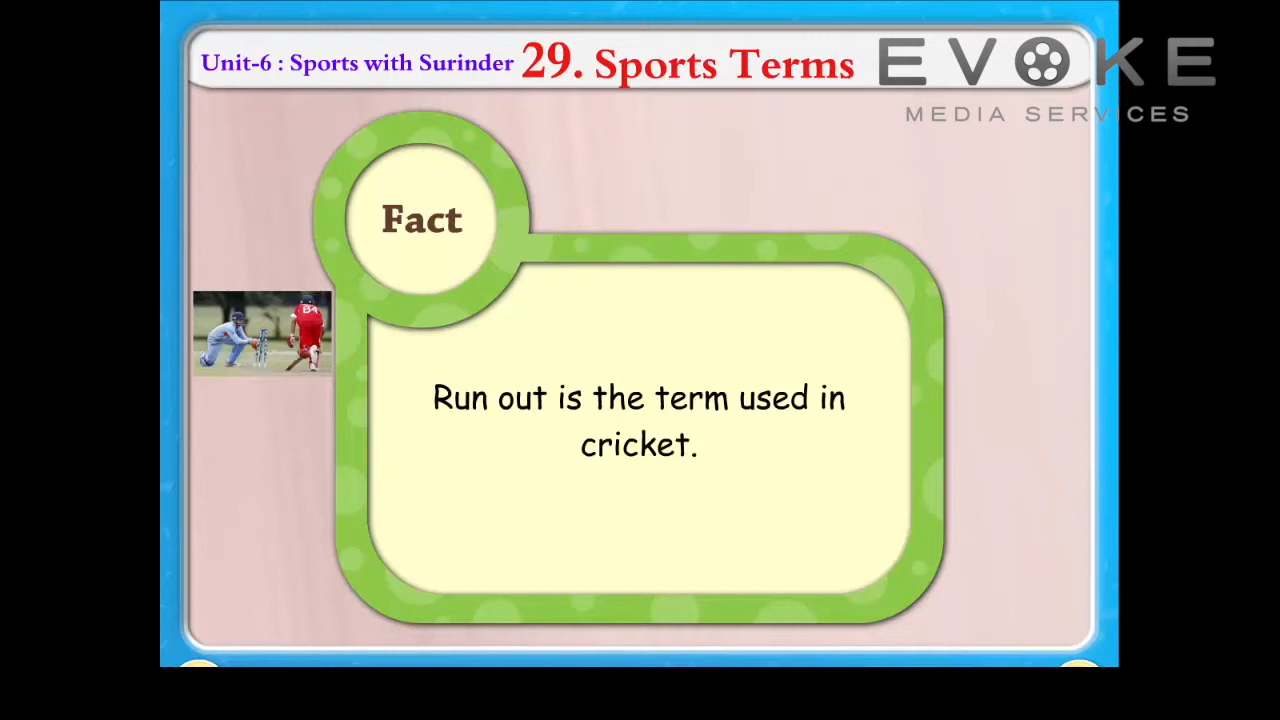 Unit-6 : Sports with Surinder 29. Sports Terms
EVOKE
MEDIA SERVICES
Fact
84
Run out is the term used in
cricket.